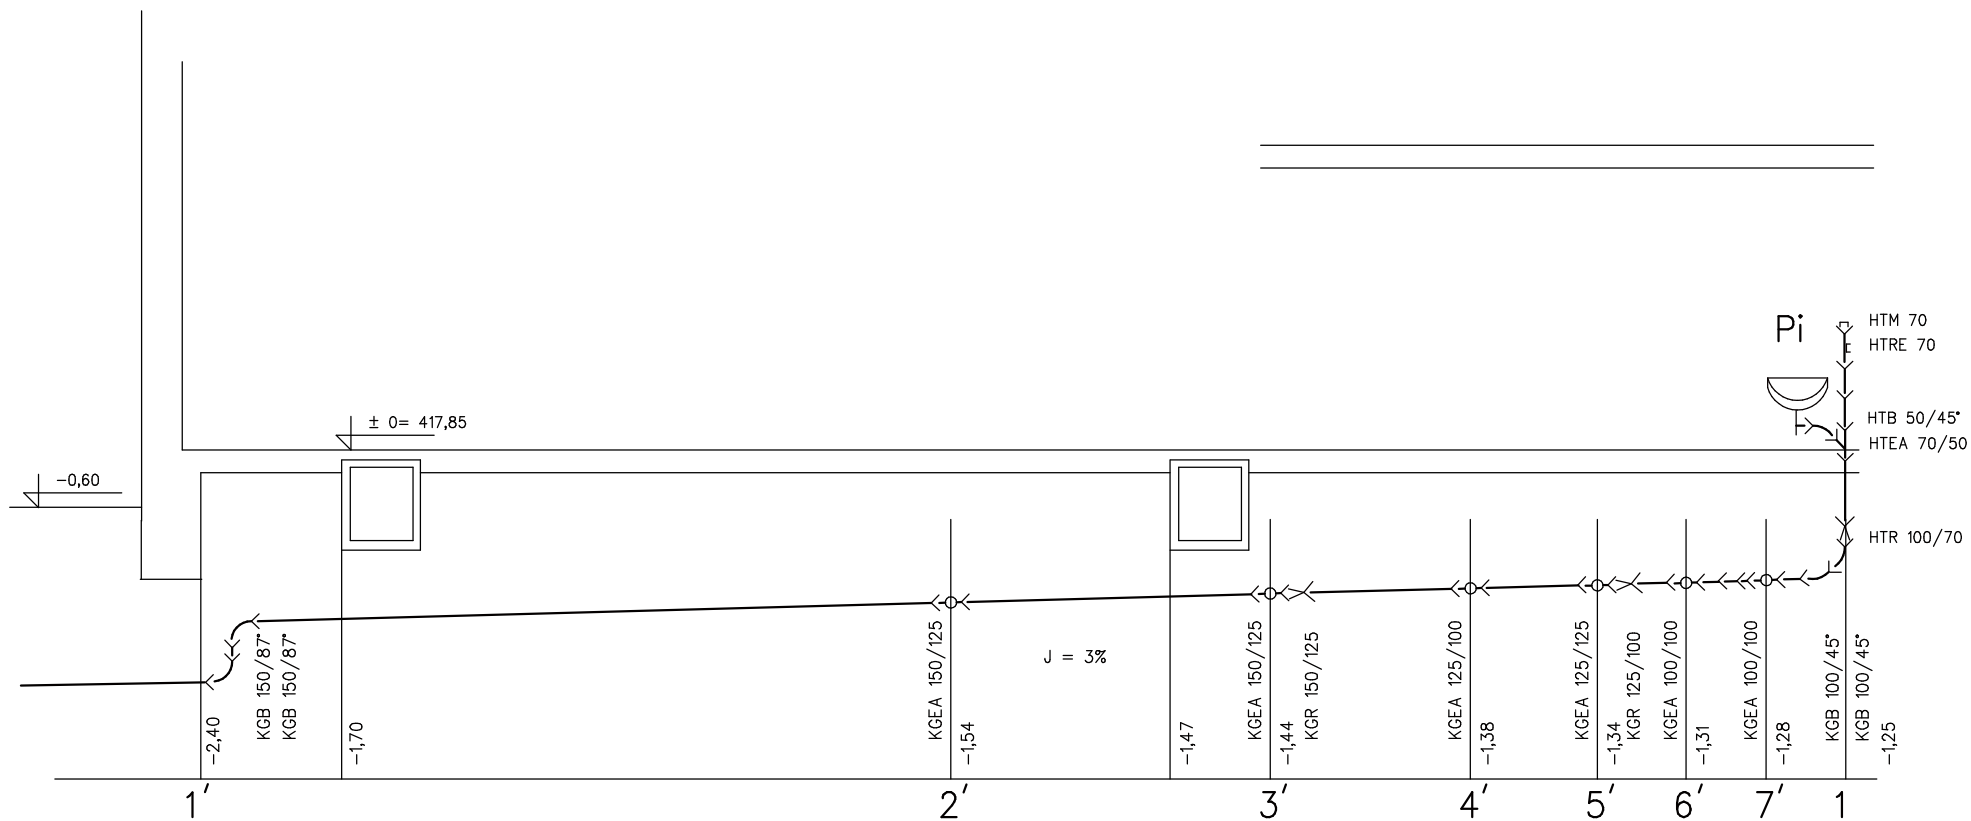 Pi
HTM 70
HTRE 70
HTB 50/45°
HTEA 70/50
± 0= 417,85
-0,60
HTR 100/70
J = 3%
-2,40
KGB 150/87°
KGB 150/87°
-1,70
KGEA 150/125
-1,54
-1,47
KGEA 150/125
-1,44
KGR 150/125
KGEA 125/100
-1,38
KGEA 125/125
-1,34
KGR 125/100
KGEA 100/100
-1,31
KGEA 100/100
-1,28
KGB 100/45°
KGB 100/45°
-1,25
1' 2' 3' 4' 5' 6' 7' 1